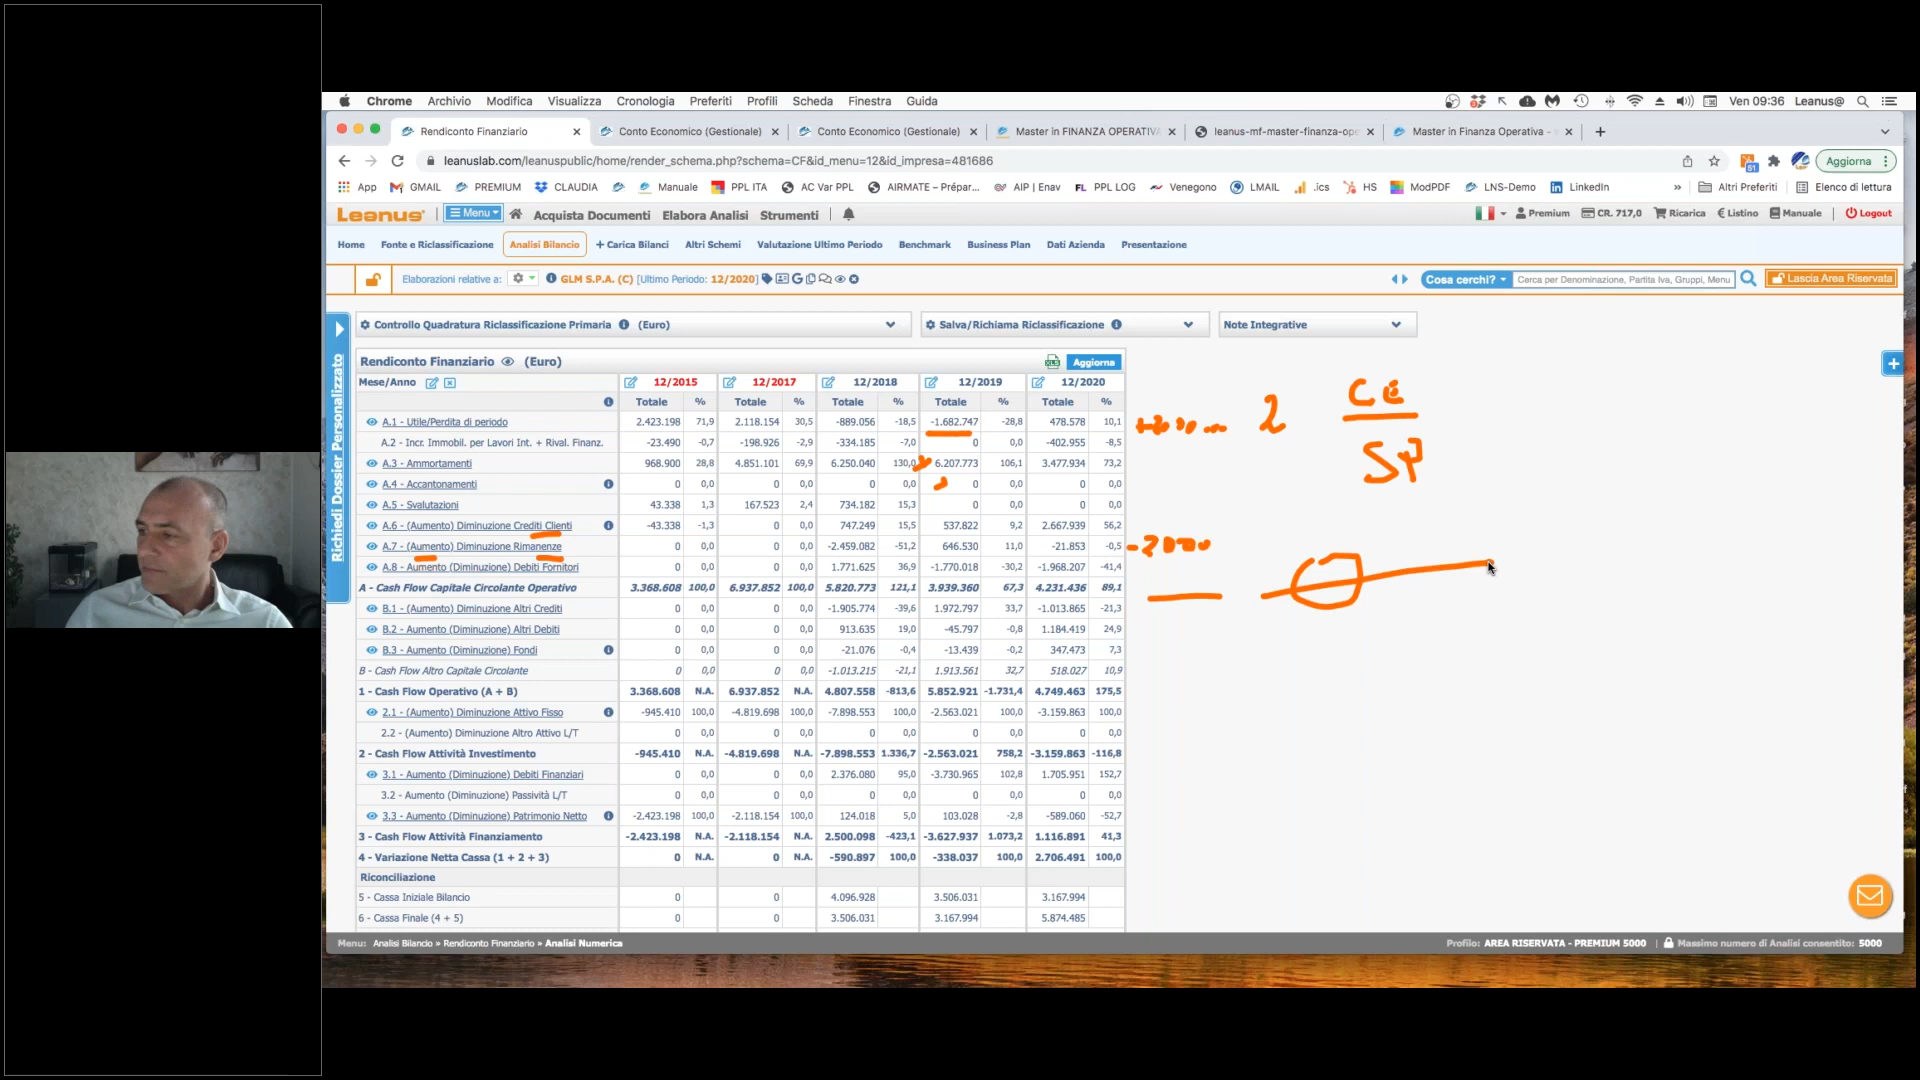 Chrome Archivio Modifica Visualizza Cronologia Preferiti Profili Scheda Finestra Guida Ven 09:36 Leanus@
Rendiconto Finanziario × Conto Economico (Gestionale) × Conto Economico (Gestionale) × Master in FINANZA OPERATIV × leanus-mf-master-finanza-ope × Master in Finanza Operativa - × +
leanuslab.com/leanuspublic/home/render_schema.php?schema=CF&id_menu=12&id_impresa=481686 Aggiorna
App GMAIL PREMIUM CLAUDIA Manuale PPL ITA AC Var PPL AIRMATE – Prépar... AIP | Enav FL PPL LOG Venegono LMAIL .ics HS ModPDF LNS-Demo LinkedIn » Altri Preferiti Elenco di lettura
Leanus Menu Acquista Documenti Elabora Analisi Strumenti Premium CR. 717,0 Ricarica € Listino Manuale Logout
Home Fonte e Riclassificazione Analisi Bilancio + Carica Bilanci Altri Schemi Valutazione Ultimo Periodo Benchmark Business Plan Dati Azienda Presentazione
Elaborazioni relative a: GLM S.P.A. (C) [Ultimo Periodo: 12/2020] Cosa cerchi? Cerca per Denominazione, Partita Iva, Gruppi, Menu Lascia Area Riservata
Richiedi Dossier Personalizzato
Controllo Quadratura Riclassificazione Primaria (Euro) Salva/Richiama Riclassificazione Note Integrative
Rendiconto Finanziario (Euro) XLS Aggiorna
Mese/Anno 12/2015 12/2017 12/2018 12/2019 12/2020
Totale % Totale % Totale % Totale % Totale %
A.1 - Utile/Perdita di periodo 2.423.198 71,9 2.118.154 30,5 -889.056 -18,5 -1.682.747 -28,8 478.578 10,1
A.2 - Incr. Immobil. per Lavori Int. + Rival. Finanz. -23.490 -0,7 -198.926 -2,9 -334.185 -7,0 0 0,0 -402.955 -8,5
A.3 - Ammortamenti 968.900 28,8 4.851.101 69,9 6.250.040 130,0 6.207.773 106,1 3.477.934 73,2
A.4 - Accantonamenti 0 0,0 0 0,0 0 0,0 0 0,0 0 0,0
A.5 - Svalutazioni 43.338 1,3 167.523 2,4 734.182 15,3 0 0,0 0 0,0
A.6 - (Aumento) Diminuzione Crediti Clienti -43.338 -1,3 0 0,0 747.249 15,5 537.822 9,2 2.667.939 56,2
A.7 - (Aumento) Diminuzione Rimanenze 0 0,0 0 0,0 -2.459.082 -51,2 646.530 11,0 -21.853 -0,5
A.8 - (Aumento) Diminuzione Debiti Fornitori 0 0,0 0 0,0 1.771.625 36,9 -1.770.018 -30,2 -1.968.207 -41,4
A - Cash Flow Capitale Circolante Operativo 3.368.608 100,0 6.937.852 100,0 5.820.773 121,1 3.939.360 67,3 4.231.436 89,1
B.1 - (Aumento) Diminuzione Altri Crediti 0 0,0 0 0,0 -1.905.774 -39,6 1.972.797 33,7 -1.013.865 -21,3
B.2 - Aumento (Diminuzione) Altri Debiti 0 0,0 0 0,0 913.635 19,0 -45.797 -0,8 1.184.419 24,9
B.3 - Aumento (Diminuzione) Fondi 0 0,0 0 0,0 -21.076 -0,4 -13.439 -0,2 347.473 7,3
B - Cash Flow Altro Capitale Circolante 0 0,0 0 0,0 -1.013.215 -21,1 1.913.561 32,7 518.027 10,9
1 - Cash Flow Operativo (A + B) 3.368.608 N.A. 6.937.852 N.A. 4.807.558 -813,6 5.852.921 -1.731,4 4.749.463 175,5
2.1 - (Aumento) Diminuzione Attivo Fisso -945.410 100,0 -4.819.698 100,0 -7.898.553 100,0 -2.563.021 100,0 -3.159.863 100,0
2.2 - (Aumento) Diminuzione Altro Attivo L/T 0 0,0 0 0,0 0 0,0 0 0,0 0 0,0
2 - Cash Flow Attività Investimento -945.410 N.A. -4.819.698 N.A. -7.898.553 1.336,7 -2.563.021 758,2 -3.159.863 -116,8
3.1 - Aumento (Diminuzione) Debiti Finanziari 0 0,0 0 0,0 2.376.080 95,0 -3.730.965 102,8 1.705.951 152,7
3.2 - Aumento (Diminuzione) Passività L/T 0 0,0 0 0,0 0 0,0 0 0,0 0 0,0
3.3 - Aumento (Diminuzione) Patrimonio Netto -2.423.198 100,0 -2.118.154 100,0 124.018 5,0 103.028 -2,8 -589.060 -52,7
3 - Cash Flow Attività Finanziamento -2.423.198 N.A. -2.118.154 N.A. 2.500.098 -423,1 -3.627.937 1.073,2 1.116.891 41,3
4 - Variazione Netta Cassa (1 + 2 + 3) 0 N.A. 0 N.A. -590.897 100,0 -338.037 100,0 2.706.491 100,0
Riconciliazione
5 - Cassa Iniziale Bilancio 0 0 4.096.928 3.506.031 3.167.994
6 - Cassa Finale (4 + 5) 0 0 3.506.031 3.167.994 5.874.485
2 CE
SP
-2000
Menu: Analisi Bilancio » Rendiconto Finanziario » Analisi Numerica Profilo: AREA RISERVATA - PREMIUM 5000 | Massimo numero di Analisi consentito: 5000